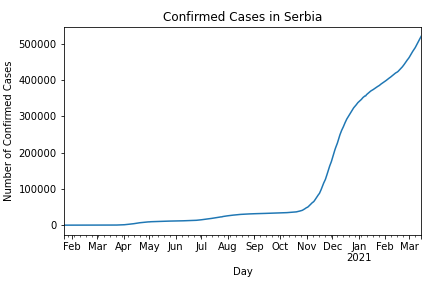 Confirmed Cases in Serbia
Number of Confirmed Cases
500000
400000
300000
200000
100000
0
Feb Mar Apr May Jun Jul Aug Sep Oct Nov Dec Jan Feb Mar
2021
Day